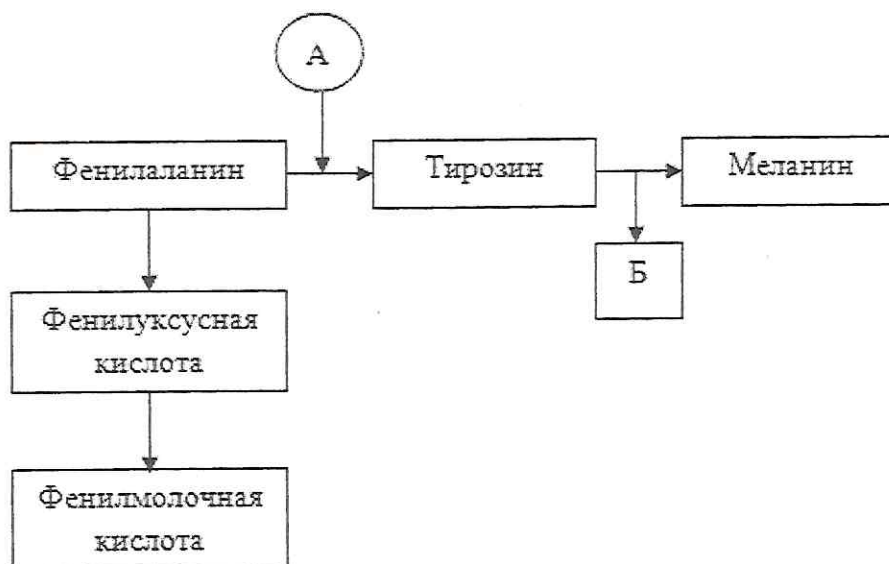 А
Фенилаланин
Тирозин
Меланин
Б
Фенилуксусная
кислота
Фенилмолочная
кислота